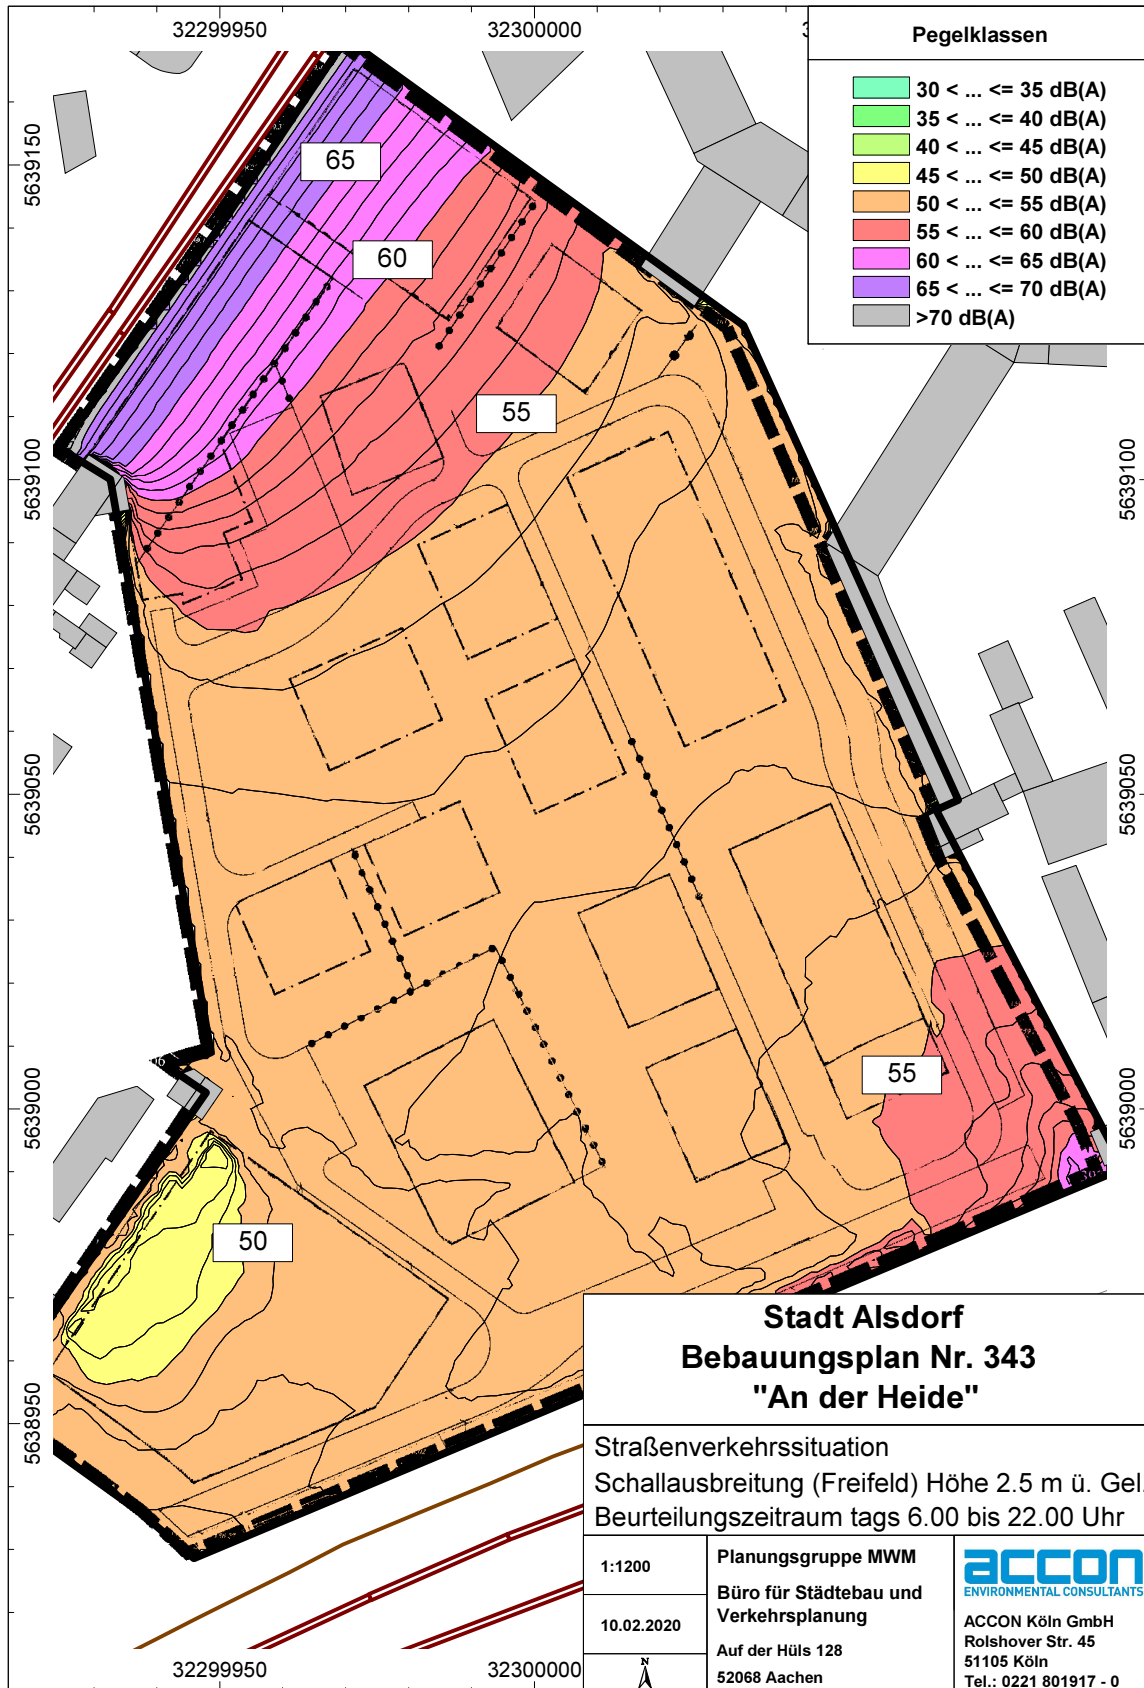 32299950
32300000
3
Pegelklassen
30 < ... <= 35 dB(A)
35 < ... <= 40 dB(A)
40 < ... <= 45 dB(A)
45 < ... <= 50 dB(A)
50 < ... <= 55 dB(A)
55 < ... <= 60 dB(A)
60 < ... <= 65 dB(A)
65 < ... <= 70 dB(A)
>70 dB(A)
5639150
5639100
5639050
5639000
5638950
5639100
5639050
5639000
65
60
55
55
50
Stadt Alsdorf
Bebauungsplan Nr. 343
"An der Heide"
Straßenverkehrssituation
Schallausbreitung (Freifeld) Höhe 2.5 m ü. Gel.
Beurteilungszeitraum tags 6.00 bis 22.00 Uhr
1:1200
10.02.2020
N
Planungsgruppe MWM
Büro für Städtebau und
Verkehrsplanung
Auf der Hüls 128
52068 Aachen
accon
ENVIRONMENTAL CONSULTANTS
ACCON Köln GmbH
Rolshover Str. 45
51105 Köln
Tel.: 0221 801917 - 0
32299950
32300000